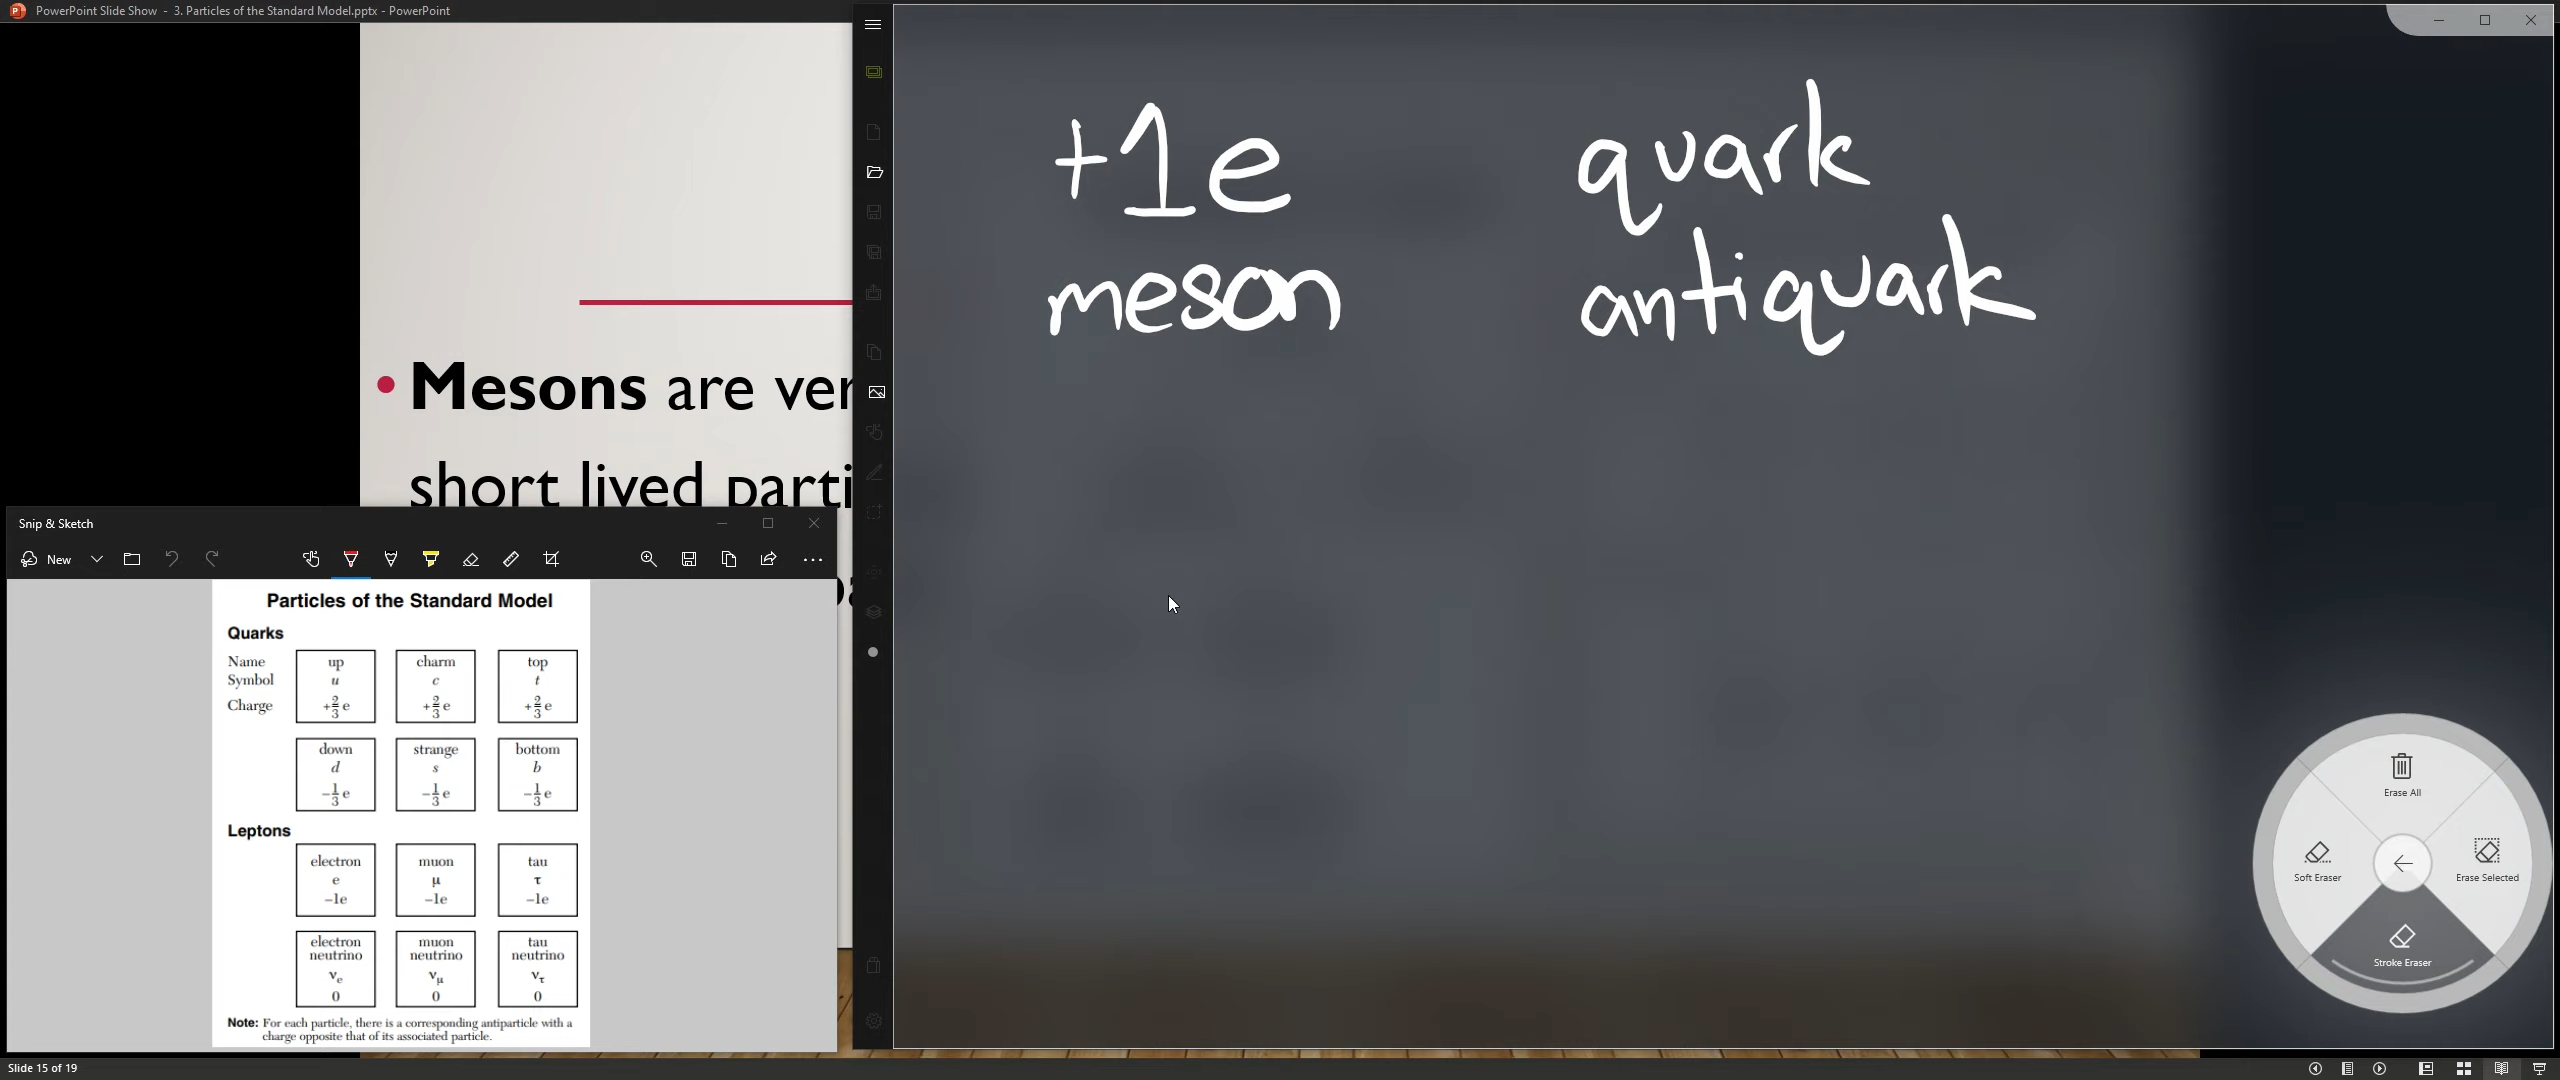 PowerPoint Slide Show - 3. Particles of the Standard Model.pptx - PowerPoint
+1e
meson
quark
antiquark
• Mesons are ver
short lived parti
Snip & Sketch
New
Particles of the Standard Model
Quarks
Name up charm top
Symbol u c t
Charge +2/3 e +2/3 e +2/3 e
down strange bottom
d s b
−1/3 e −1/3 e −1/3 e
Leptons
electron muon tau
e μ τ
−1e −1e −1e
electron muon tau
neutrino neutrino neutrino
νe νμ ντ
0 0 0
Note: For each particle, there is a corresponding antiparticle with a
charge opposite that of its associated particle.
Erase All
Soft Eraser
Erase Selected
Stroke Eraser
Slide 15 of 19